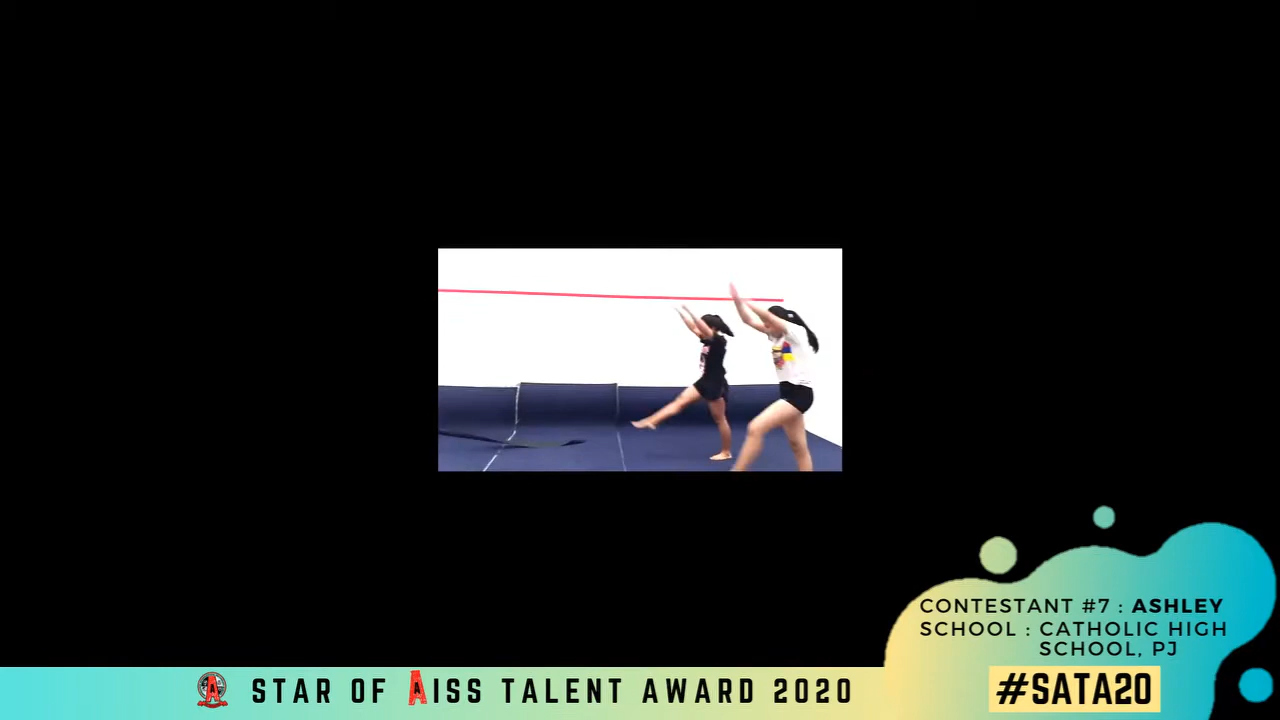 CONTESTANT #7 : ASHLEY
SCHOOL : CATHOLIC HIGH
SCHOOL, PJ
STAR OF AISS TALENT AWARD 2020
#SATA20